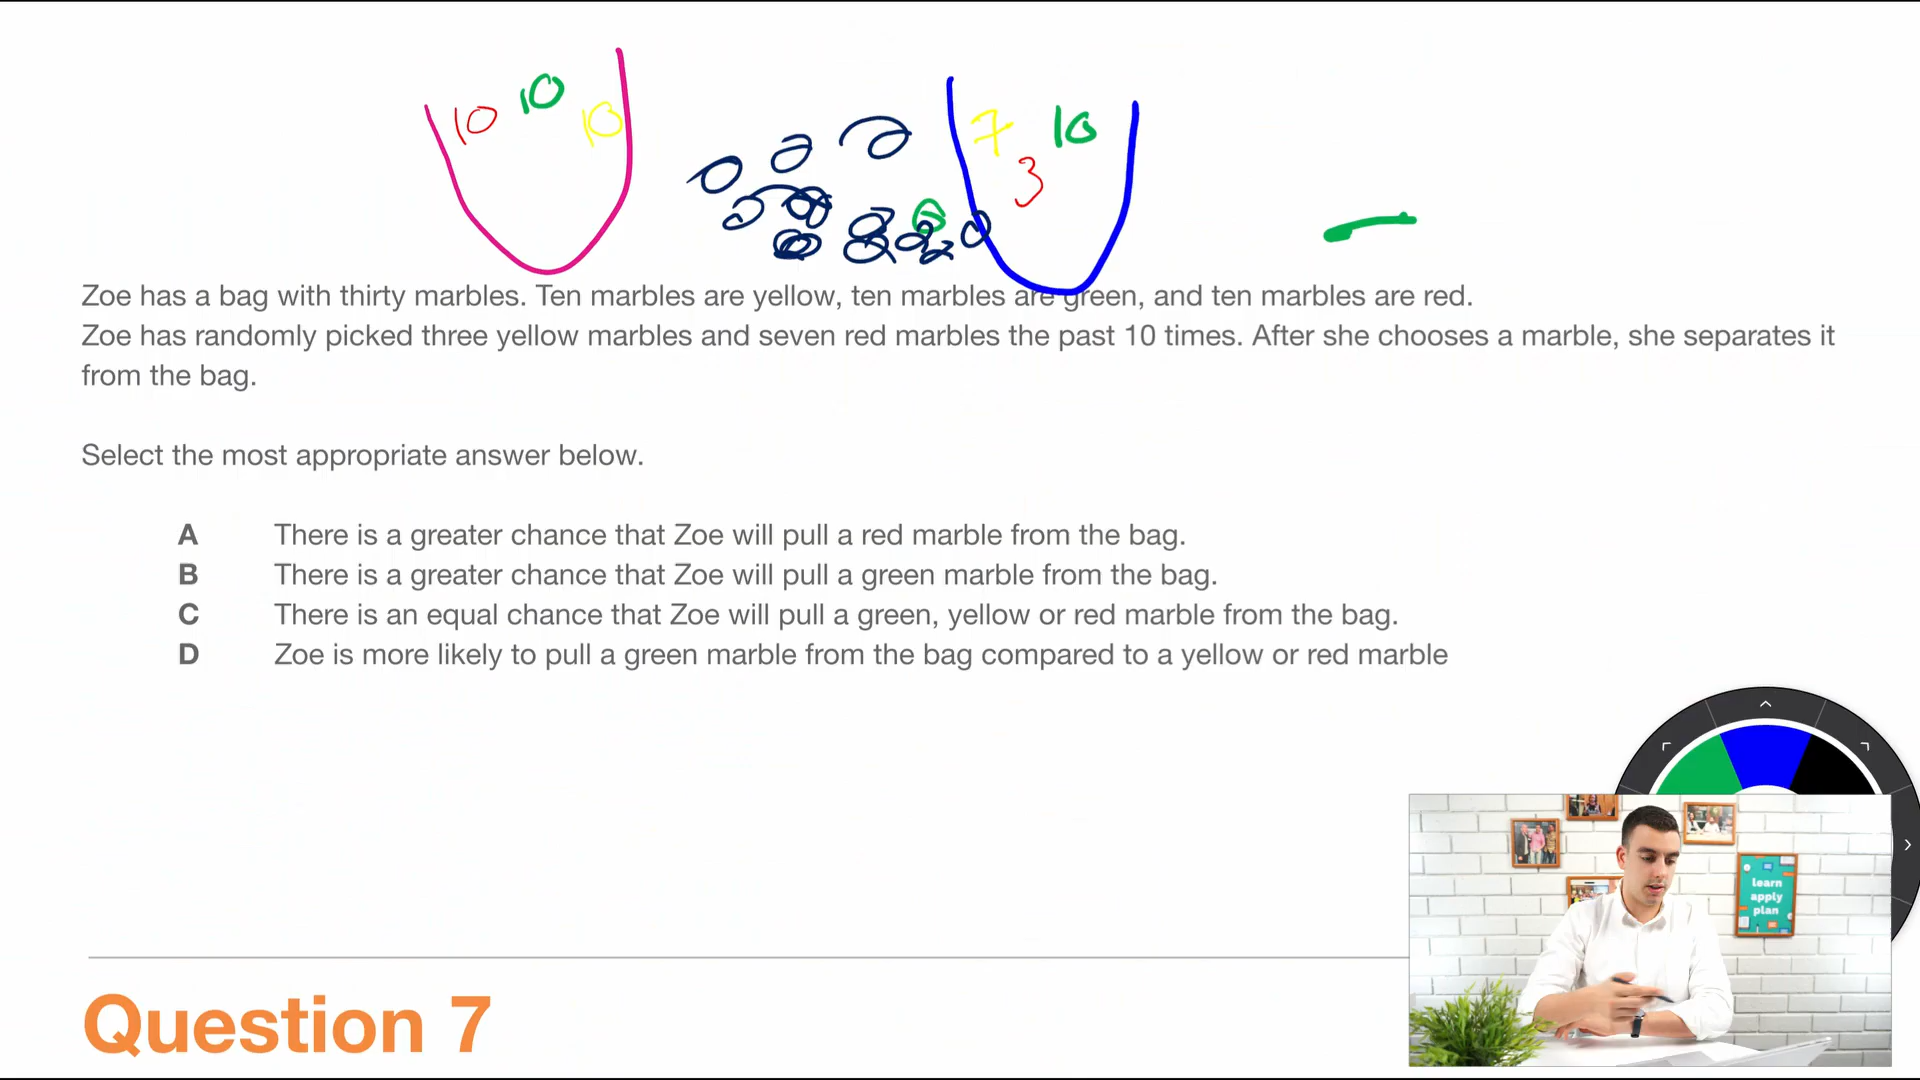 10 10 10
7 10
3
Zoe has a bag with thirty marbles. Ten marbles are yellow, ten marbles are green, and ten marbles are red.
Zoe has randomly picked three yellow marbles and seven red marbles the past 10 times. After she chooses a marble, she separates it
from the bag.
Select the most appropriate answer below.
A There is a greater chance that Zoe will pull a red marble from the bag.
B There is a greater chance that Zoe will pull a green marble from the bag.
C There is an equal chance that Zoe will pull a green, yellow or red marble from the bag.
D Zoe is more likely to pull a green marble from the bag compared to a yellow or red marble
learn
apply
plan
Question 7